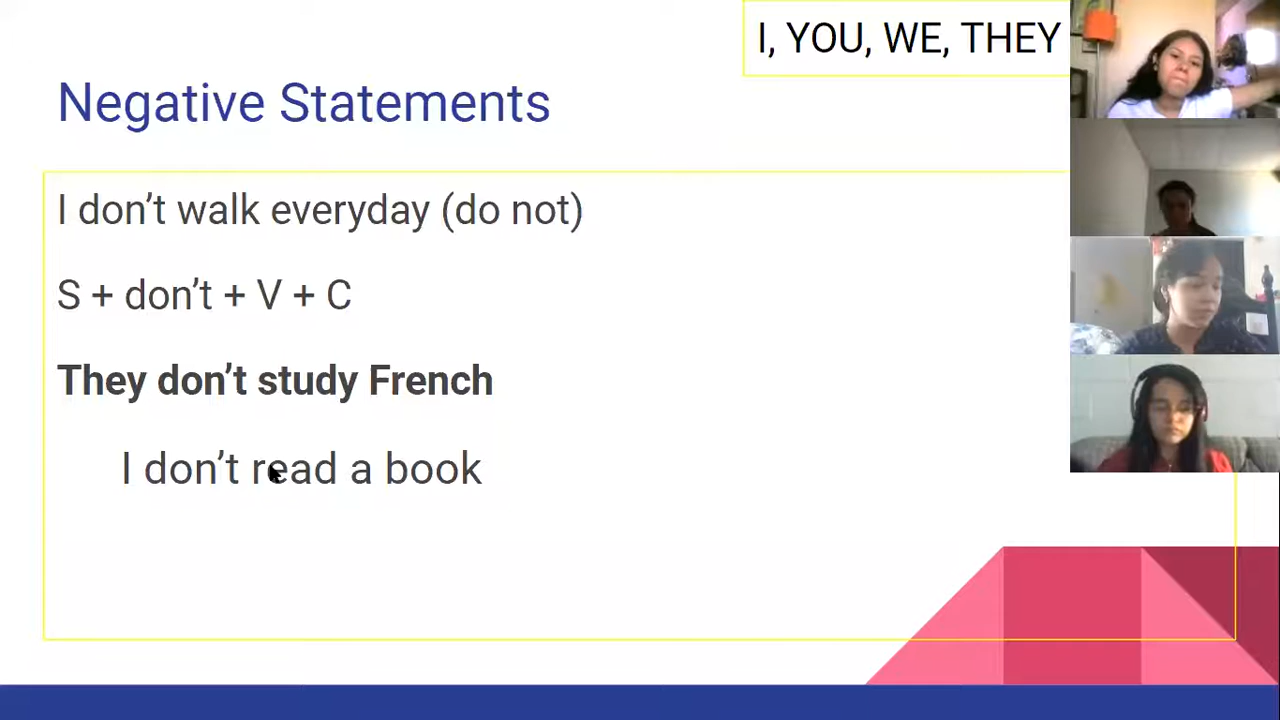 I, YOU, WE, THEY
Negative Statements
I don't walk everyday (do not)
S + don't + V + C
They don't study French
I don't read a book